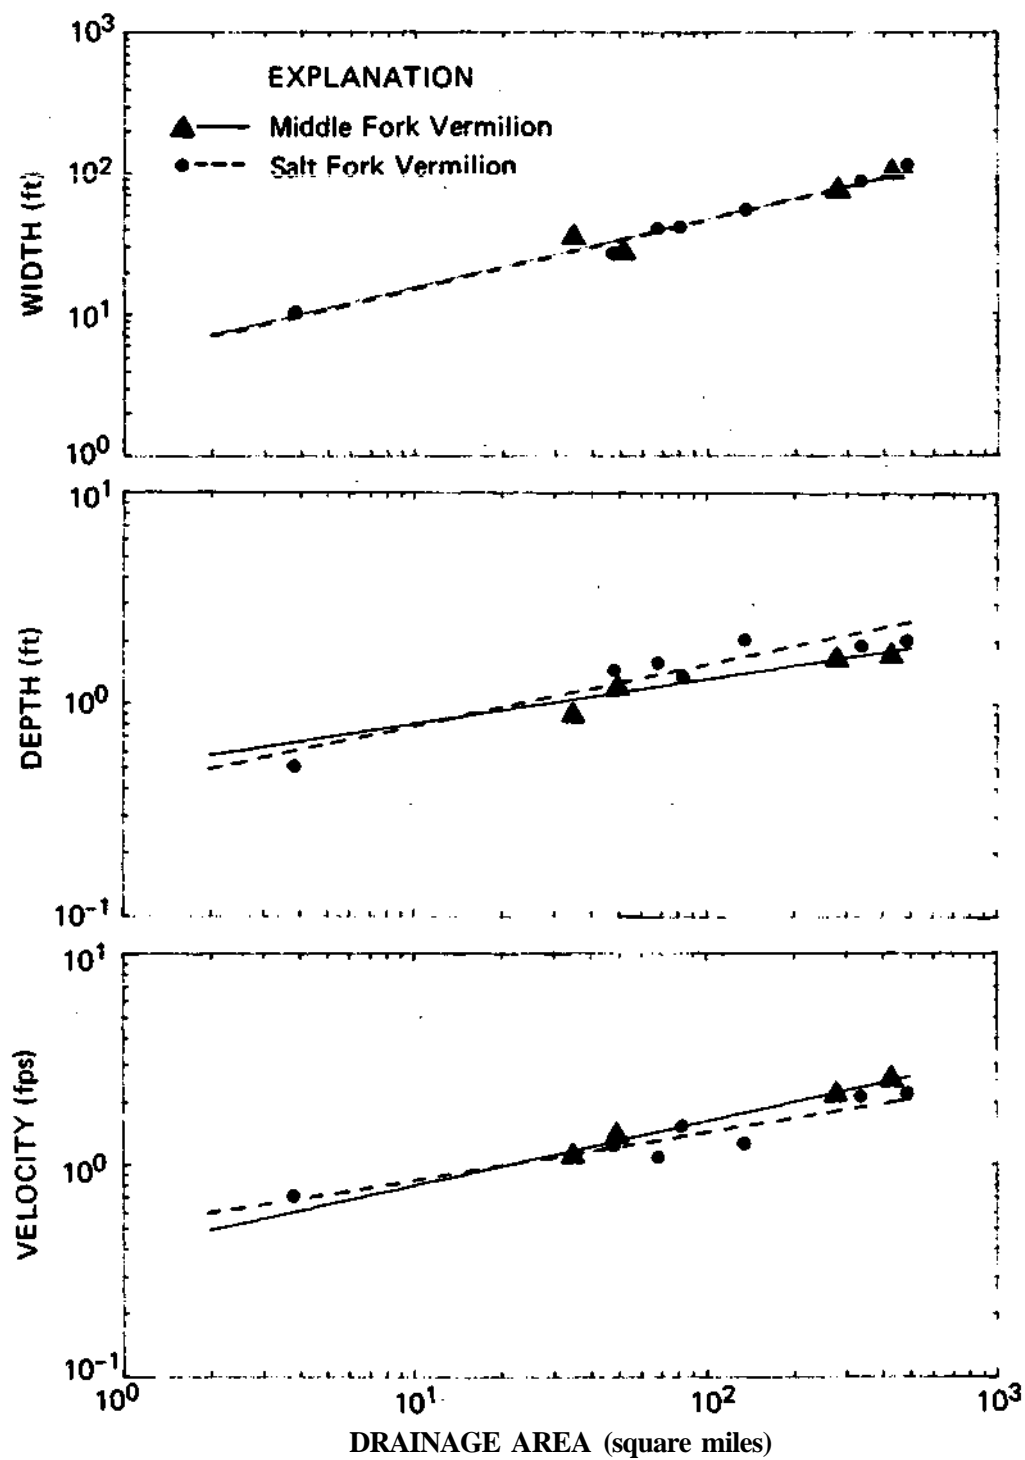 10³
EXPLANATION
Middle Fork Vermilion
Salt Fork Vermilion
10²
WIDTH (ft)
10¹
10⁰
10¹
DEPTH (ft)
10⁰
10⁻¹
10¹
VELOCITY (fps)
10⁰
10⁻¹
10⁰ 10¹ 10² 10³
DRAINAGE AREA (square miles)